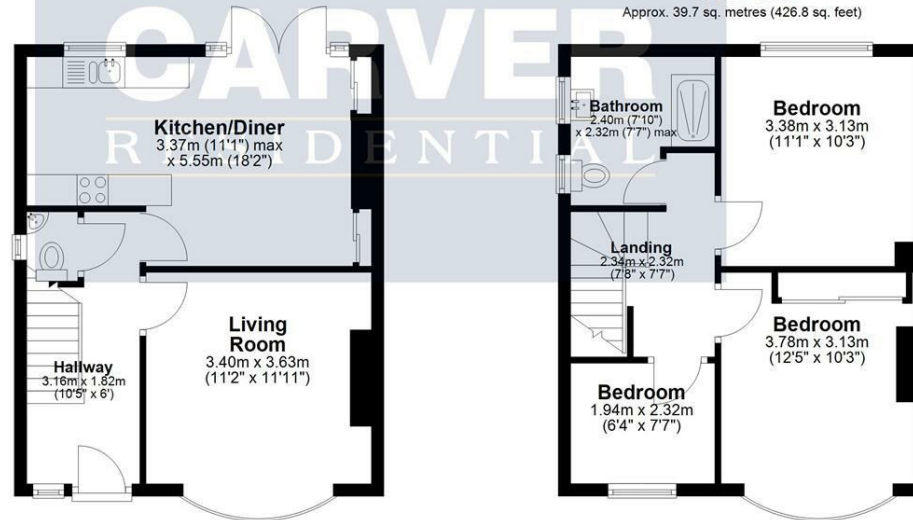 Approx. 39.7 sq. metres (426.8 sq. feet)
CARVER
RESIDENTIAL
Kitchen/Diner
3.37m (11'1") max
x 5.55m (18'2")
Living
Room
3.40m x 3.63m
(11'2" x 11'11")
Hallway
3.16m x 1.82m
(10'5" x 6')
Bathroom
2.40m (7'10")
x 2.32m (7'7") max
Bedroom
3.38m x 3.13m
(11'1" x 10'3")
Landing
2.34m x 2.32m
(7'8" x 7'7")
Bedroom
3.78m x 3.13m
(12'5" x 10'3")
Bedroom
1.94m x 2.32m
(6'4" x 7'7")